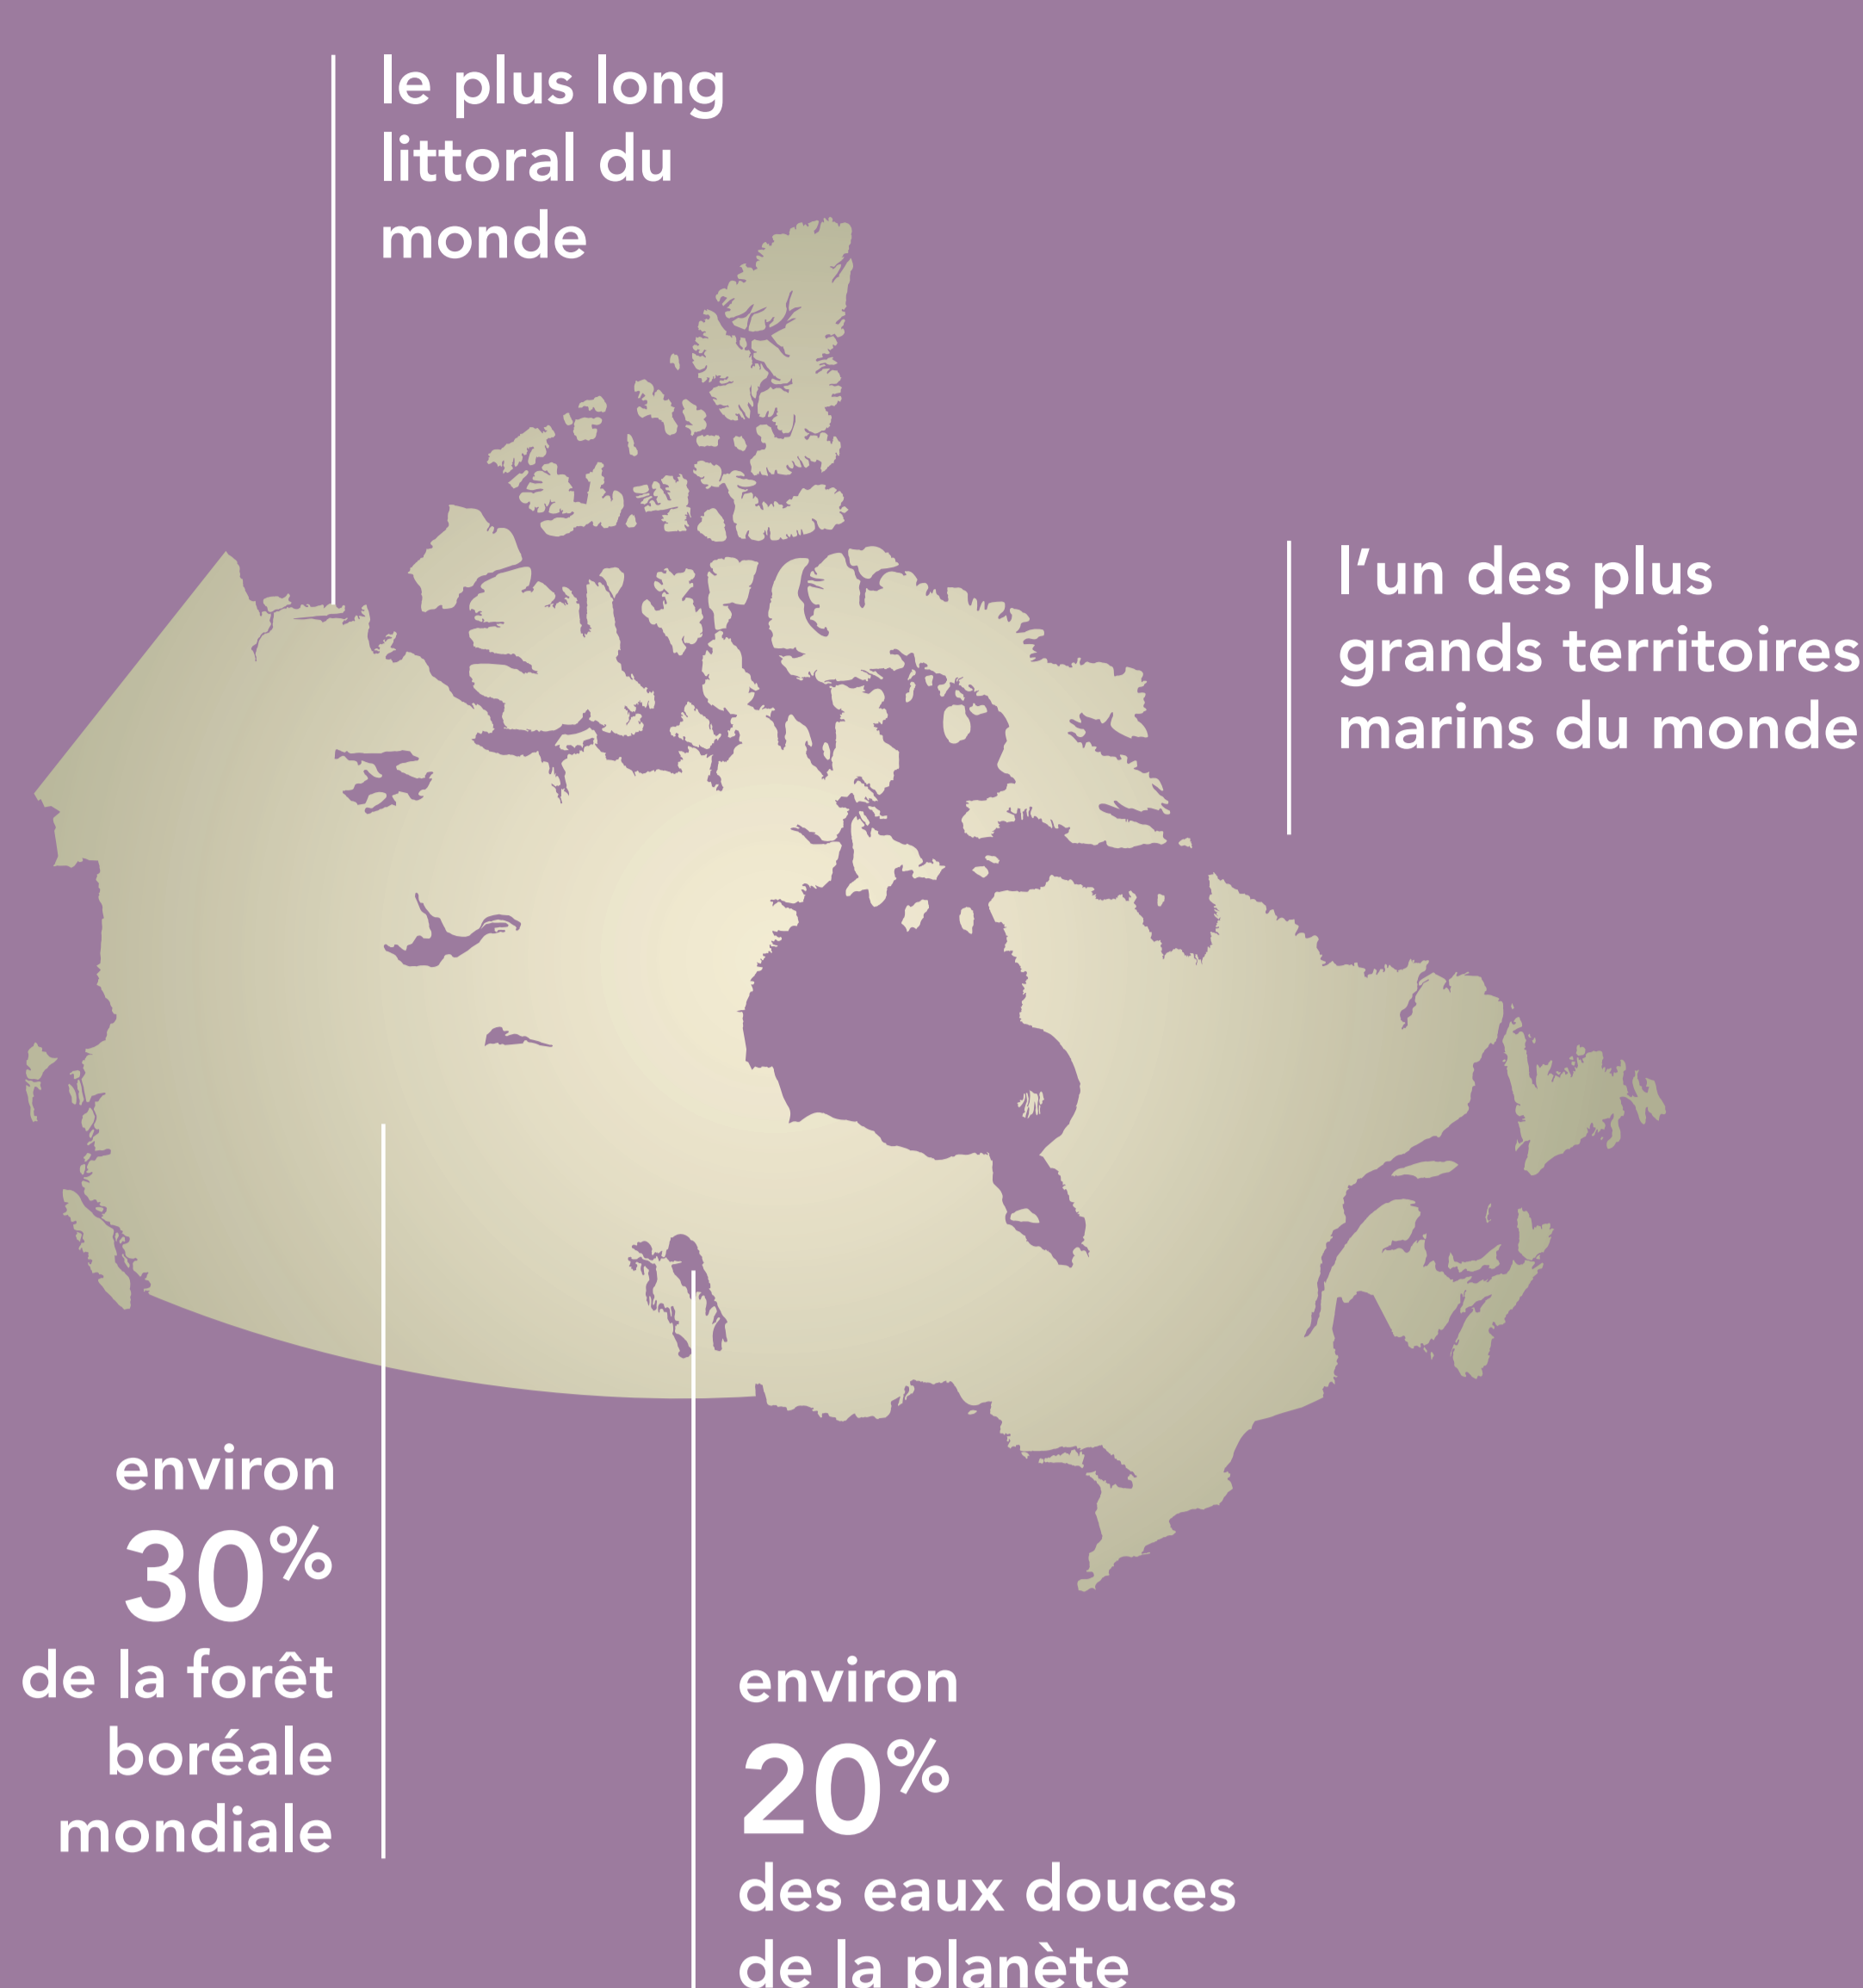 le plus long
littoral du
monde
l'un des plus
grands territoires
marins du monde
environ
30%
de la forêt
boréale
mondiale
environ
20%
des eaux douces
de la planète